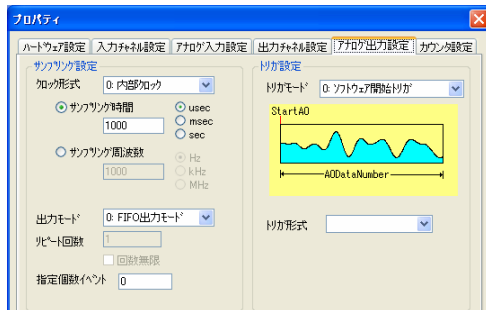 プロパティ
ハードウェア設定 入力チャネル設定 アナログ入力設定 出力チャネル設定 アナログ出力設定 カウンタ設定
サンプリング設定
クロック形式 0: 内部クロック
サンプリング時間
1000
usec
msec
sec
サンプリング周波数
1000
Hz
kHz
MHz
出力モード 0: FIFO出力モード
リピート回数 1
回数無限
指定個数イベント 0
トリガ設定
トリガモード 0: ソフトウェア開始トリガ
StartAO
AODataNumber
トリガ形式